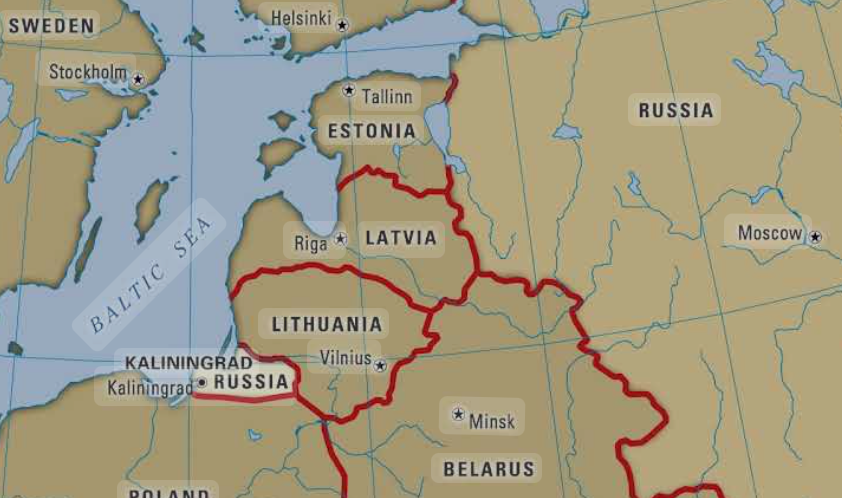 Helsinki
SWEDEN
Stockholm
Tallinn
RUSSIA
ESTONIA
Moscow
Riga
LATVIA
BALTIC SEA
LITHUANIA
Vilnius
KALININGRAD
Kaliningrad
RUSSIA
Minsk
BELARUS
POLAND